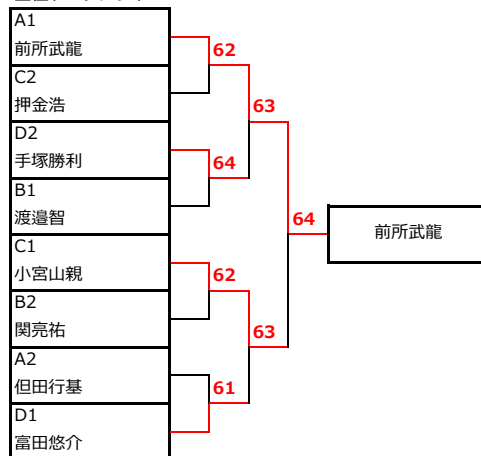 A1
前所武龍
62
C2
押金浩
63
D2
手塚勝利
64
B1
渡邉智
64
前所武龍
C1
小宮山親
62
B2
関亮祐
63
A2
但田行基
61
D1
富田悠介